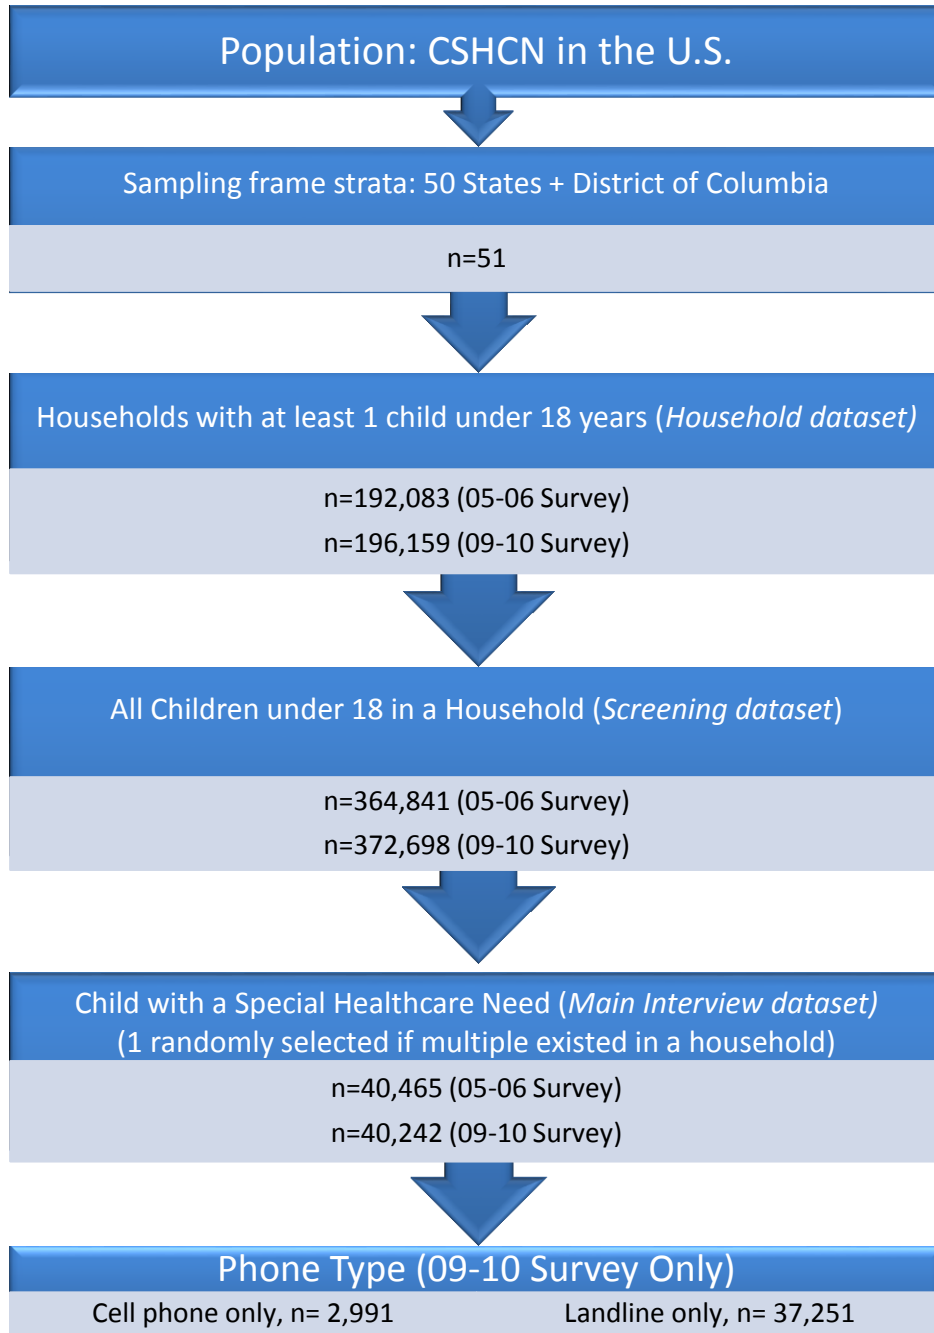 Population: CSHCN in the U.S.
Sampling frame strata: 50 States + District of Columbia
n=51
Households with at least 1 child under 18 years (Household dataset)
n=192,083 (05-06 Survey)
n=196,159 (09-10 Survey)
All Children under 18 in a Household (Screening dataset)
n=364,841 (05-06 Survey)
n=372,698 (09-10 Survey)
Child with a Special Healthcare Need (Main Interview dataset)
(1 randomly selected if multiple existed in a household)
n=40,465 (05-06 Survey)
n=40,242 (09-10 Survey)
Phone Type (09-10 Survey Only)
Cell phone only, n= 2,991 Landline only, n= 37,251